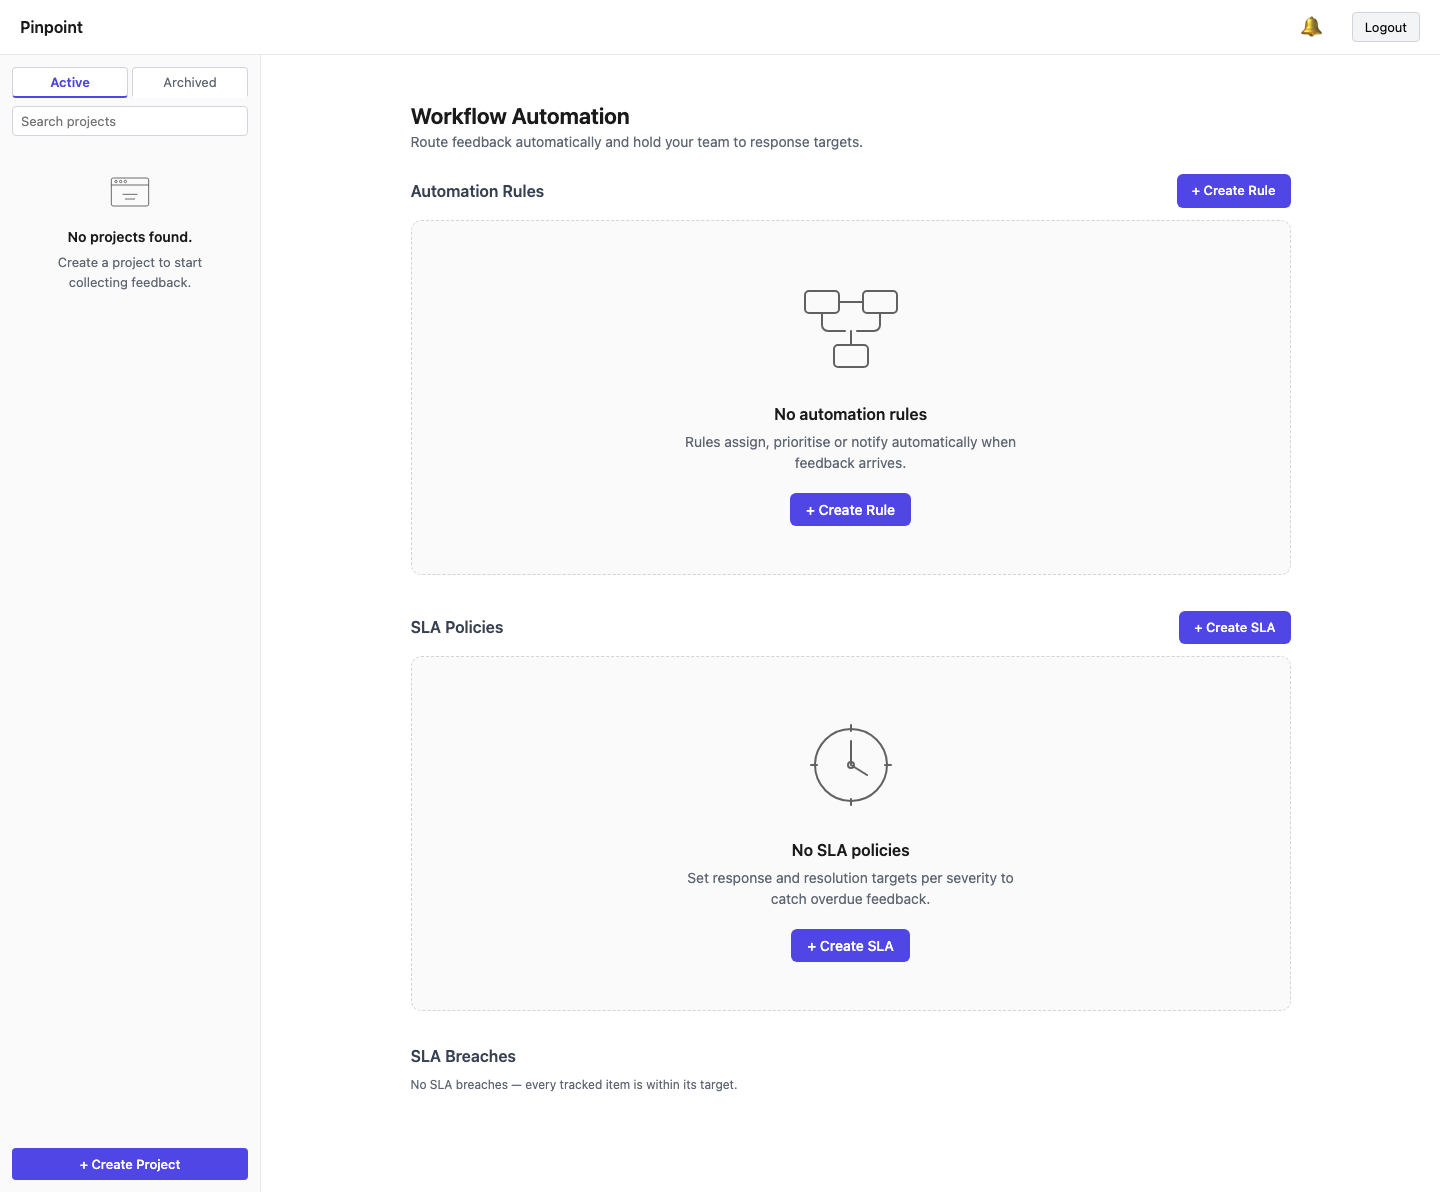 Pinpoint
Logout
Active
Archived
Search projects
No projects found.
Create a project to start
collecting feedback.
+ Create Project
Workflow Automation
Route feedback automatically and hold your team to response targets.
Automation Rules
+ Create Rule
No automation rules
Rules assign, prioritise or notify automatically when
feedback arrives.
+ Create Rule
SLA Policies
+ Create SLA
No SLA policies
Set response and resolution targets per severity to
catch overdue feedback.
+ Create SLA
SLA Breaches
No SLA breaches — every tracked item is within its target.